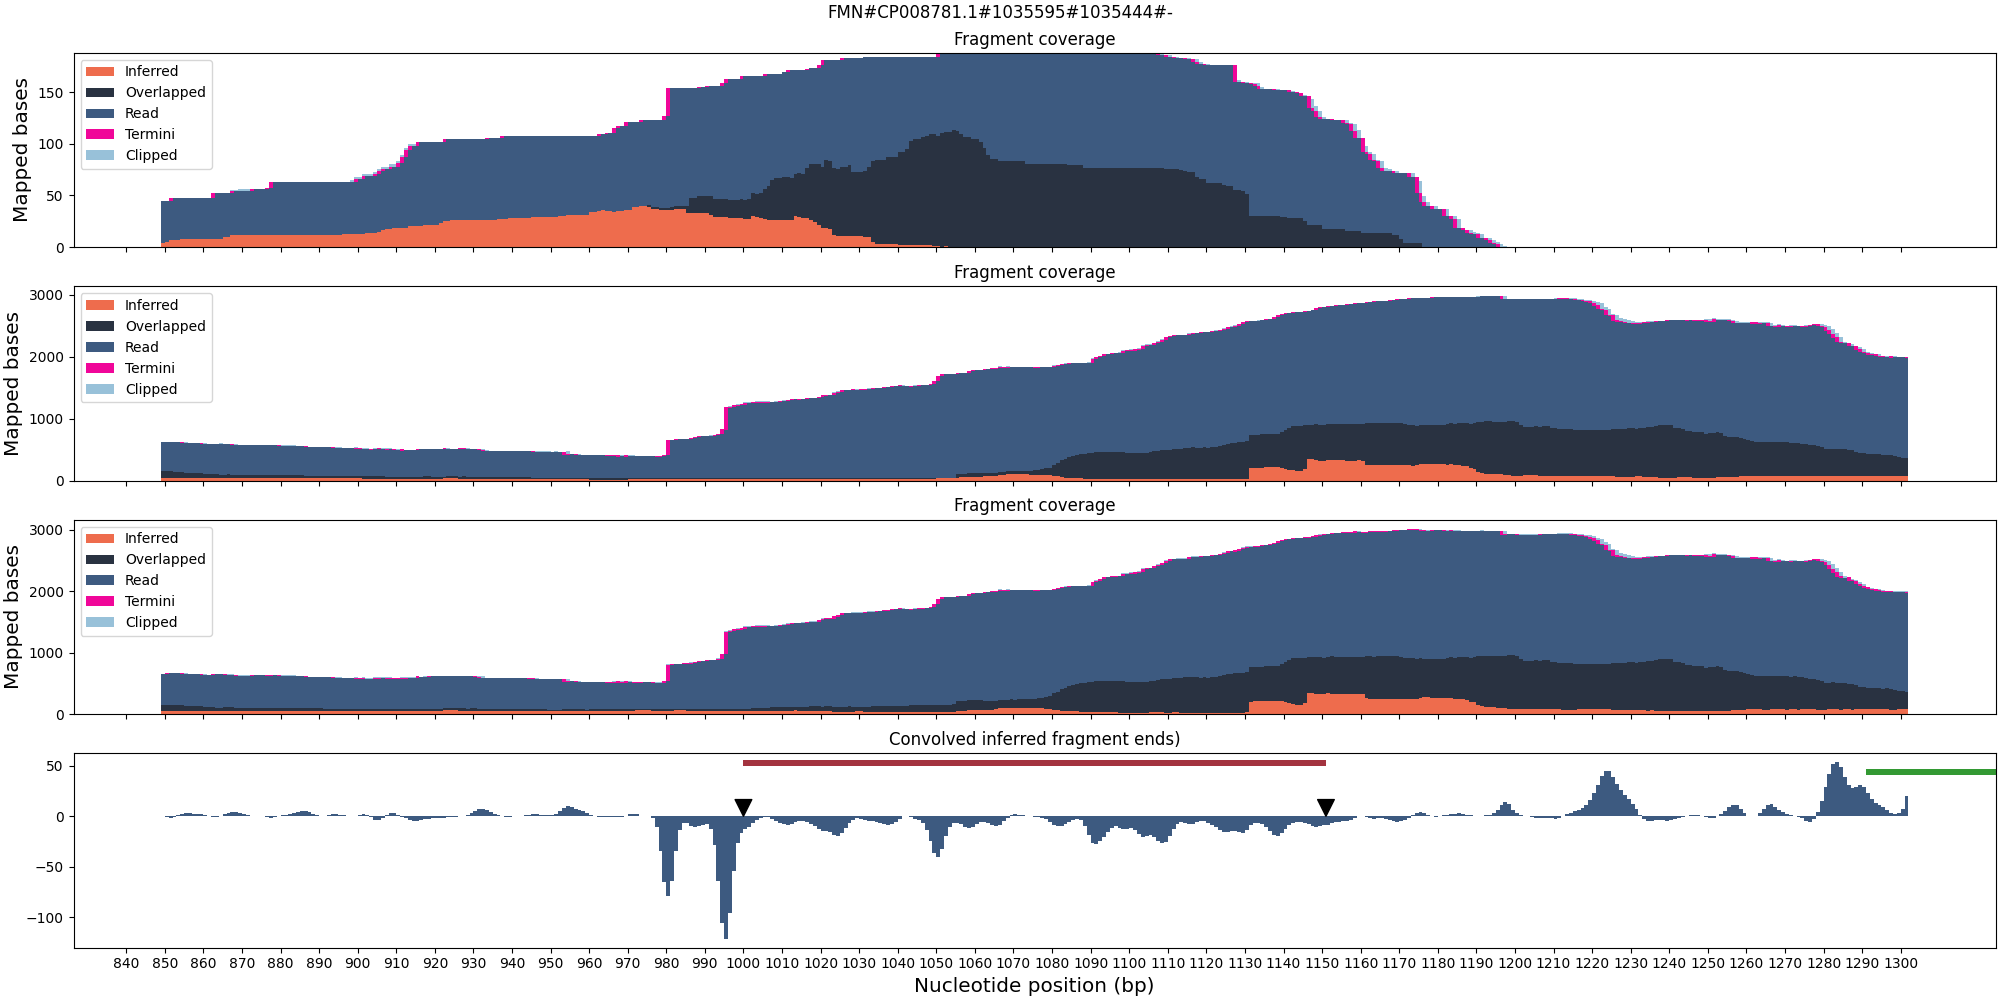 FMN#CP008781.1#1035595#1035444#-
Fragment coverage
Mapped bases
150
100
50
0
Inferred
Overlapped
Read
Termini
Clipped
Fragment coverage
Mapped bases
3000
2000
1000
0
Inferred
Overlapped
Read
Termini
Clipped
Fragment coverage
Mapped bases
3000
2000
1000
0
Inferred
Overlapped
Read
Termini
Clipped
Convolved inferred fragment ends)
50
0
−50
−100
840 850 860 870 880 890 900 910 920 930 940 950 960 970 980 990 1000 1010 1020 1030 1040 1050 1060 1070 1080 1090 1100 1110 1120 1130 1140 1150 1160 1170 1180 1190 1200 1210 1220 1230 1240 1250 1260 1270 1280 1290 1300
Nucleotide position (bp)